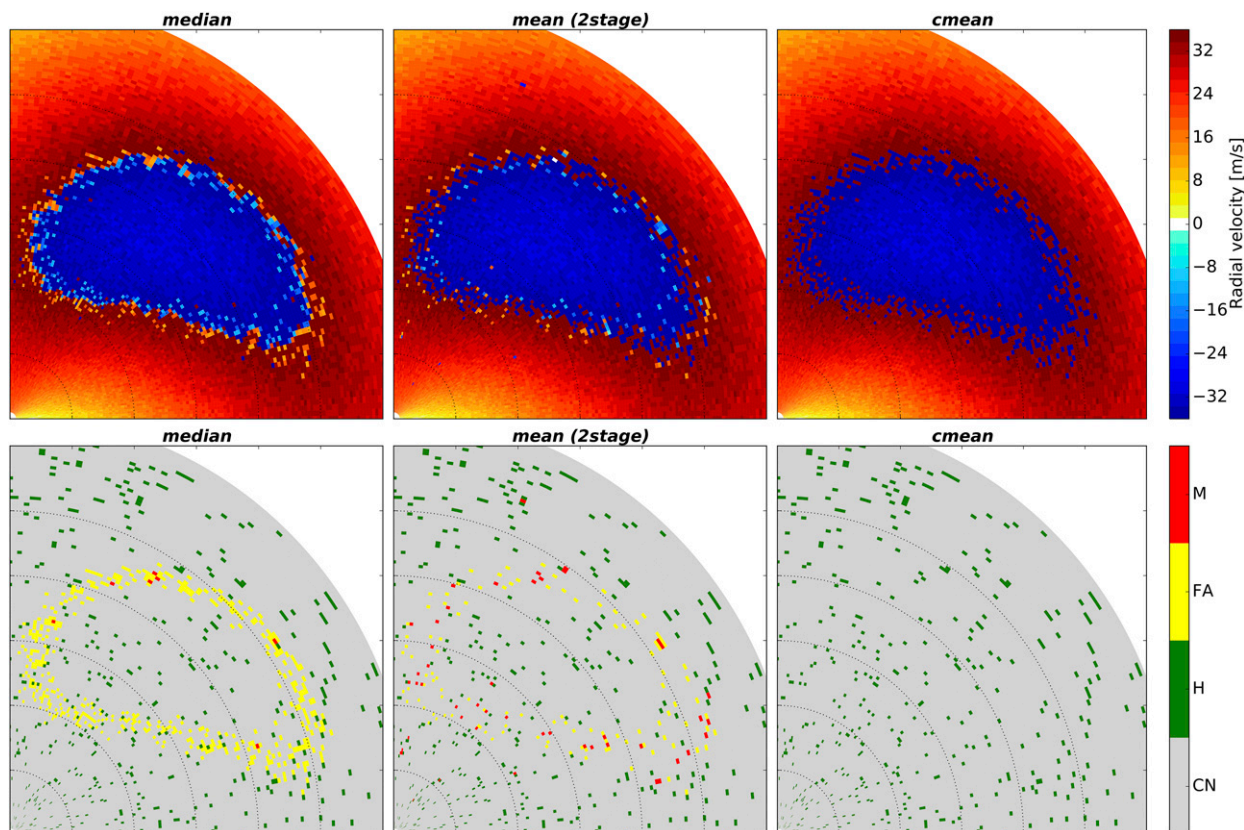 median
mean (2stage)
cmean
32
24
16
8
0
−8
−16
−24
−32
Radial velocity [m/s]
median
mean (2stage)
cmean
M
FA
H
CN